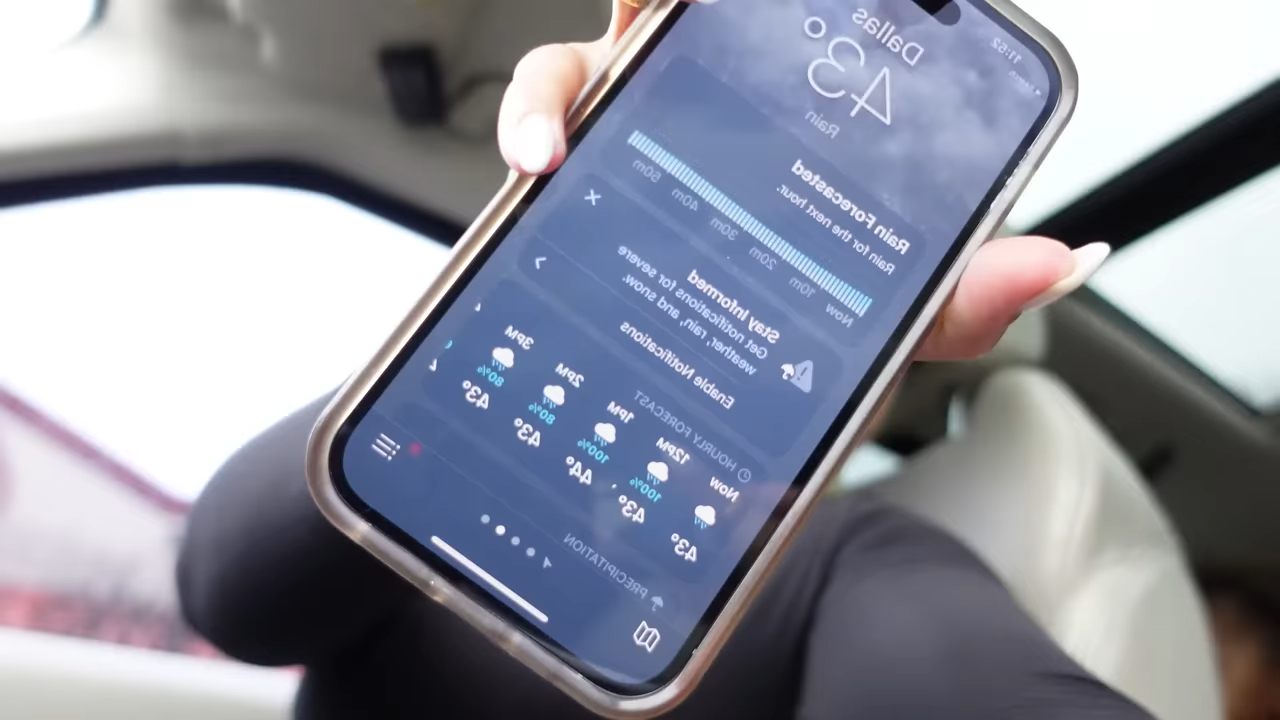 11:52
Dallas
43°
Rain
Rain Forecasted
Rain for the next hour.
Now 10m 20m 30m 40m 50m
Stay Informed
Get notifications for severe
weather, rain, and snow.
Enable Notifications
HOURLY FORECAST
Now 12PM 1PM 2PM 3PM
100% 100% 80% 80%
43° 43° 44° 43° 43°
PRECIPITATION